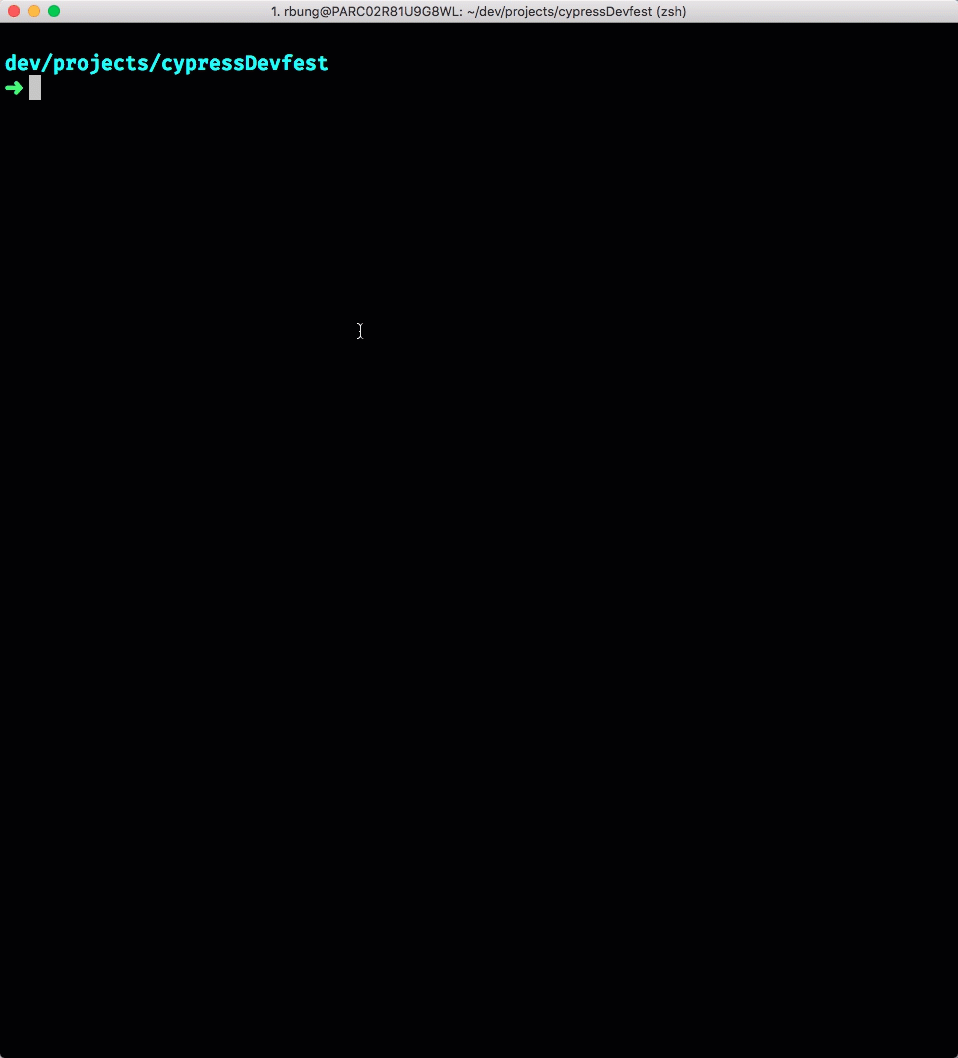 1. rbung@PARC02R81U9G8WL: ~/dev/projects/cypressDevfest (zsh)
dev/projects/cypressDevfest
➜